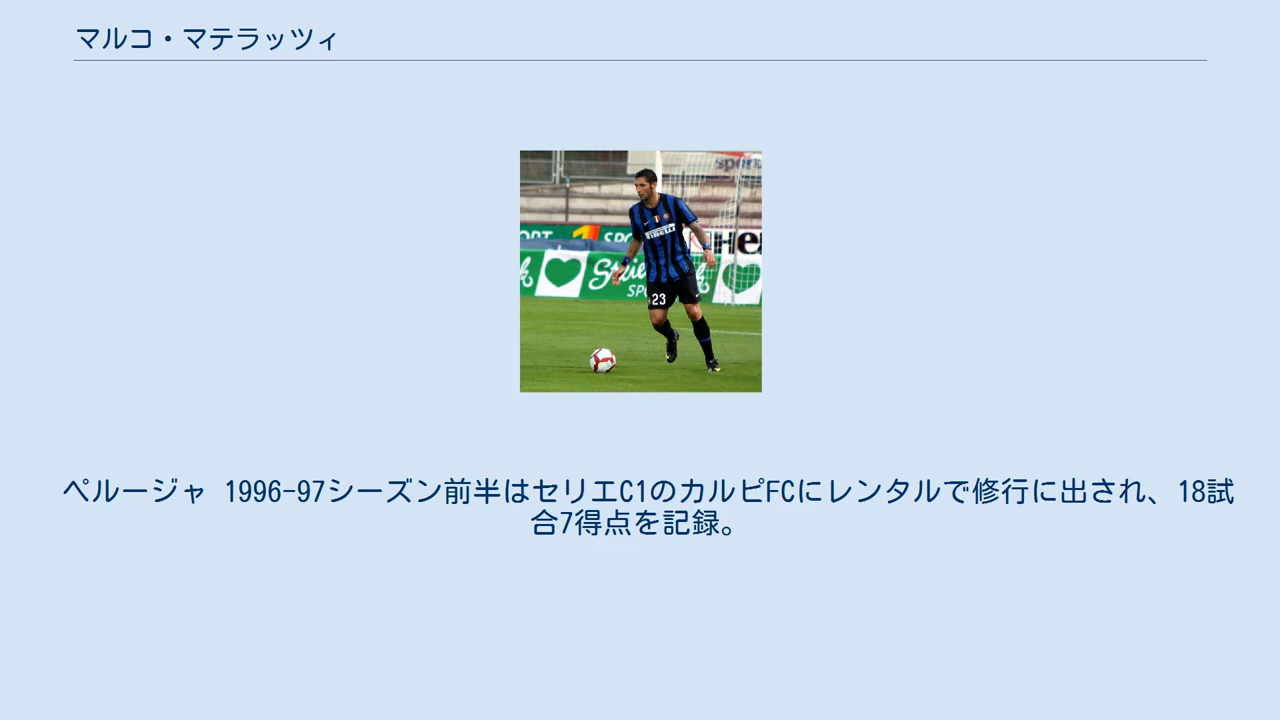 マルコ・マテラッツィ
PIRELLI
23
ペルージャ 1996-97シーズン前半はセリエC1のカルピFCにレンタルで修行に出され、18試
合7得点を記録。